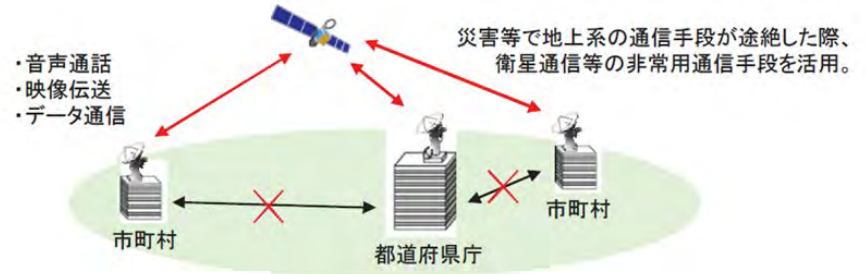 ・音声通話
・映像伝送
・データ通信
災害等で地上系の通信手段が途絶した際、
衛星通信等の非常用通信手段を活用。
市町村
都道府県庁
市町村